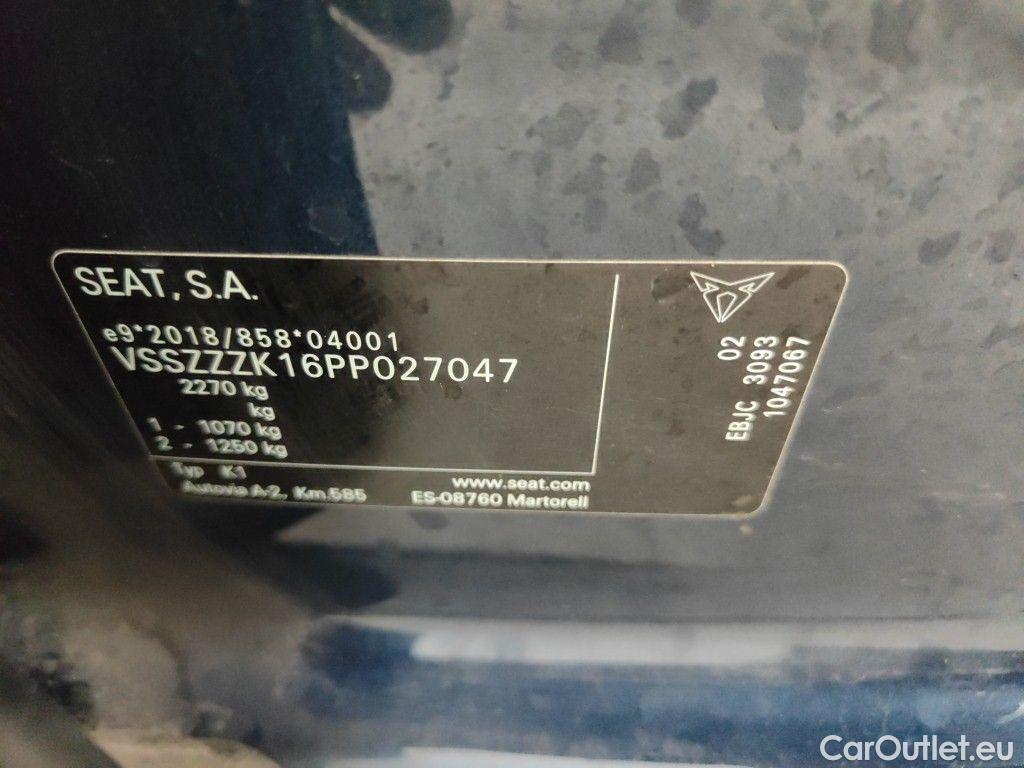 SEAT, S.A.
e9*2018/858*04001
VSSZZZK16PP027047
2270 kg
kg
1 - 1070 kg
2 - 1250 kg
Typ K1
Autovia A-2, Km.585
www.seat.com
ES-08760 Martorell
02
EBJC 3093
1047067
CarOutlet.eu